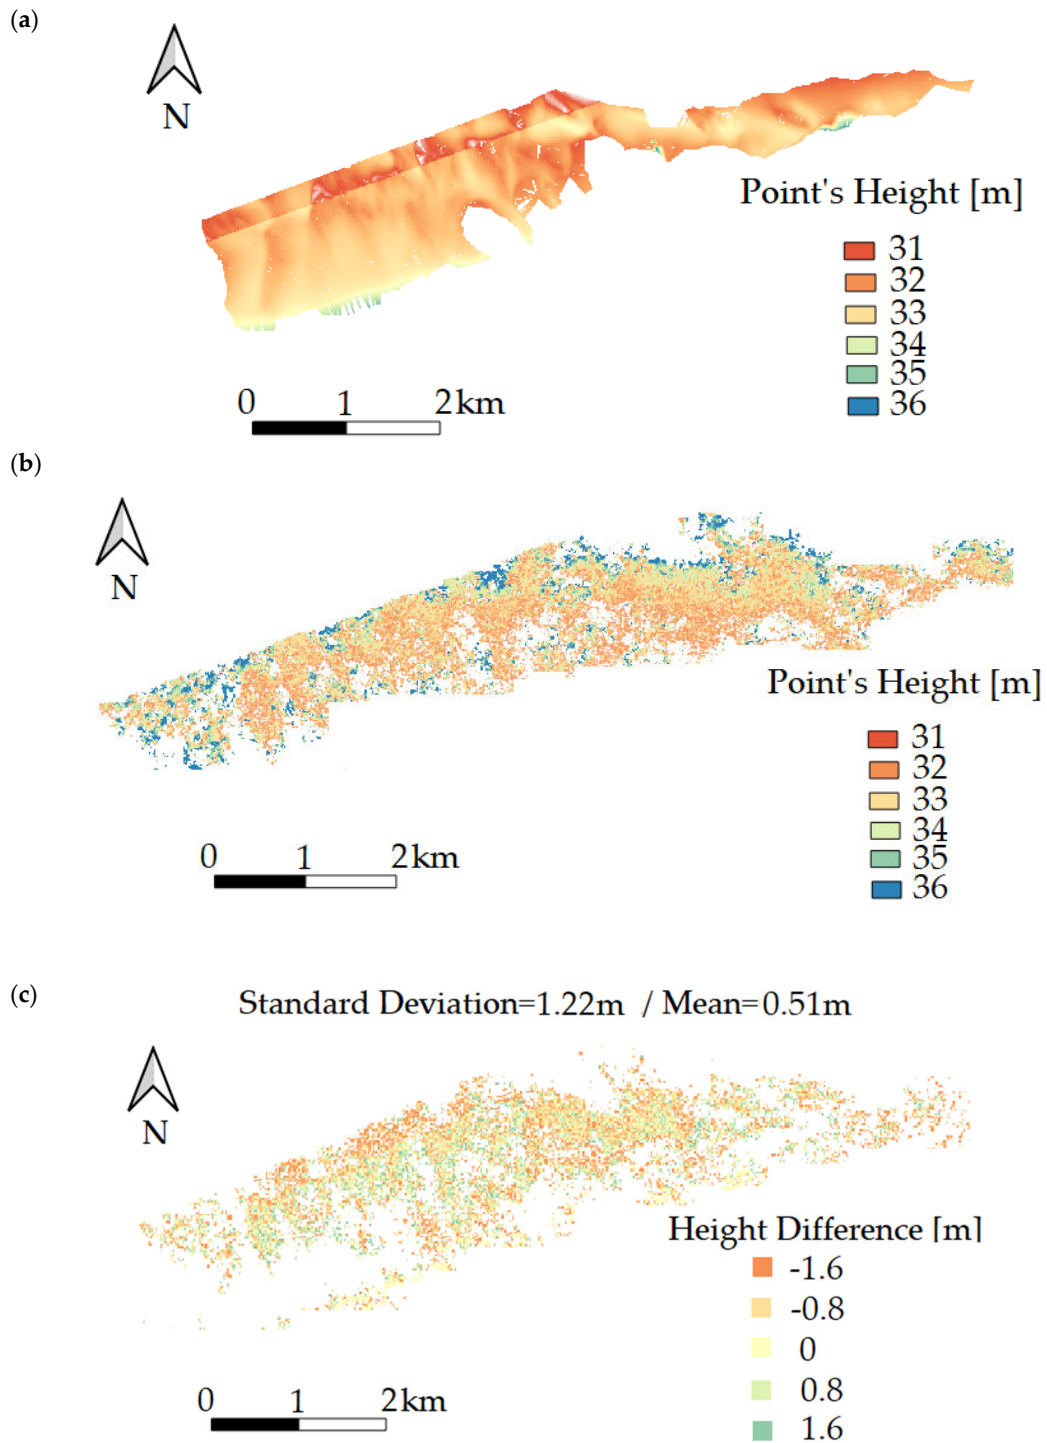 (a)
N
Point's Height [m]
31
32
33
34
35
36
0 1 2km
(b)
N
Point's Height [m]
31
32
33
34
35
36
0 1 2km
(c)
Standard Deviation=1.22m / Mean=0.51m
N
Height Difference [m]
-1.6
-0.8
0
0.8
1.6
0 1 2km